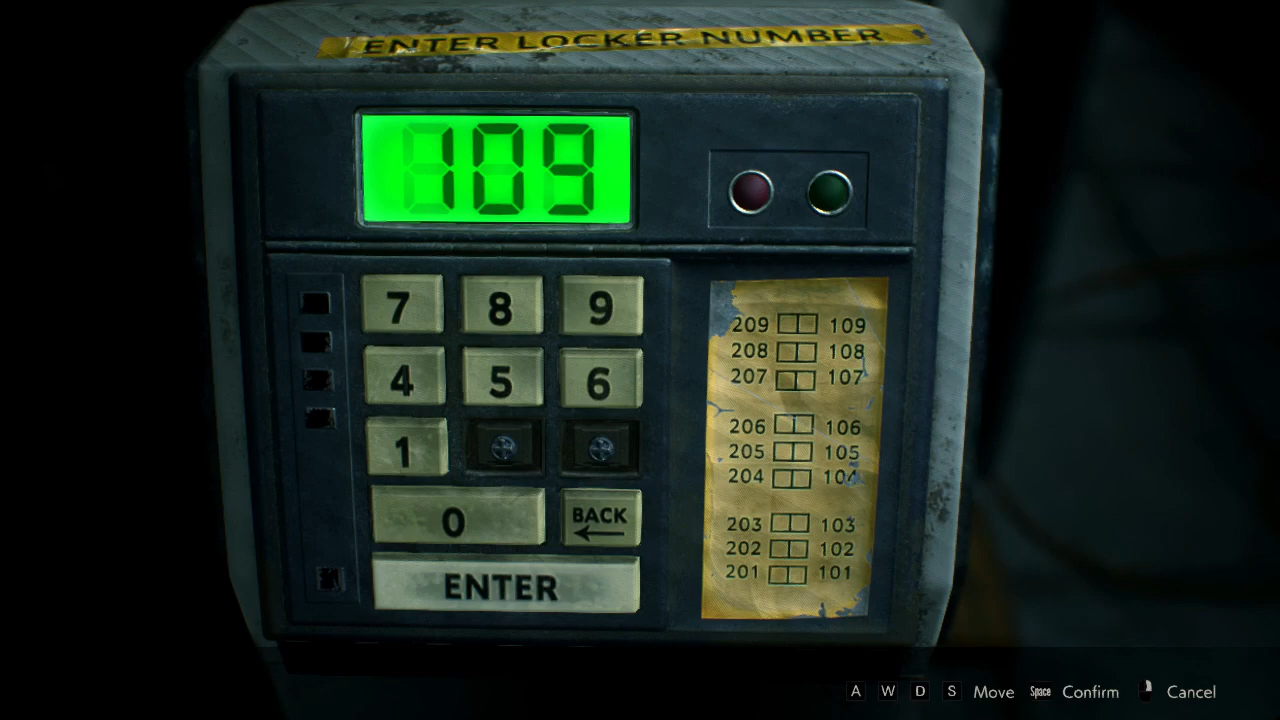 ENTER LOCKER NUMBER
109
7 8 9
4 5 6
1
0 BACK
ENTER
209 109
208 108
207 107
206 106
205 105
204 104
203 103
202 102
201 101
A W D S Move Space Confirm Cancel